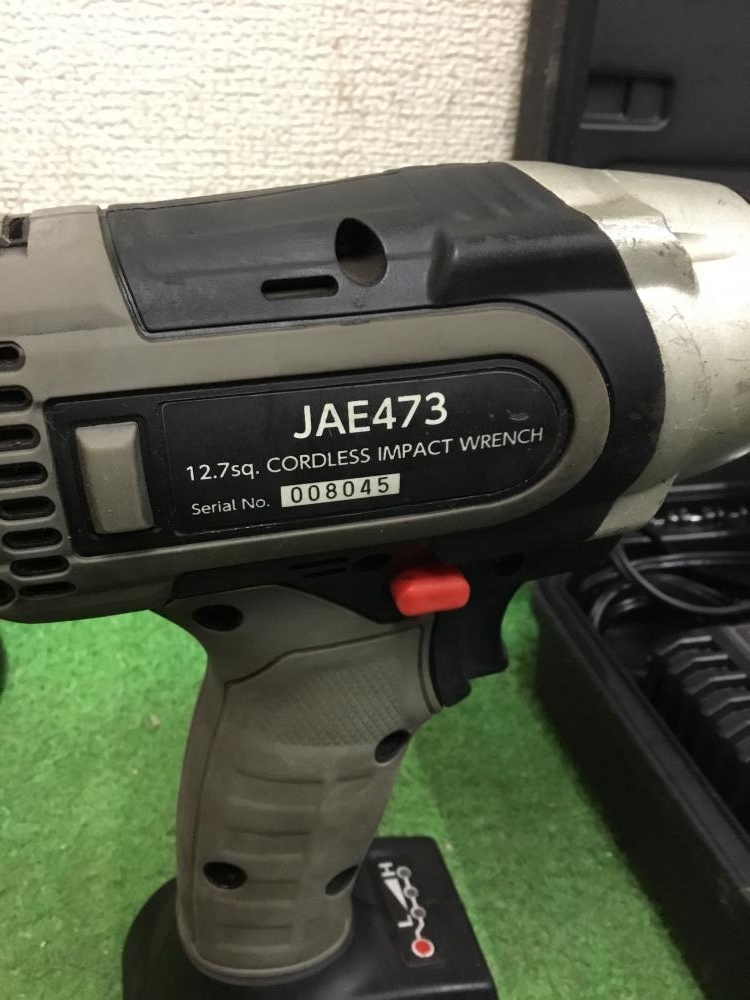 JAE473
12.7sq. CORDLESS IMPACT WRENCH
Serial No. 008045
H
L